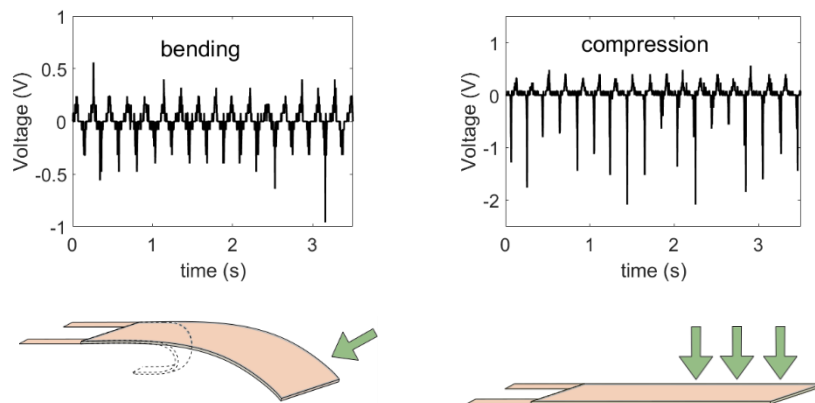 bending
Voltage (V)
1
0.5
0
-0.5
-1
0
1
2
3
time (s)
compression
Voltage (V)
1
0
-1
-2
0
1
2
3
time (s)